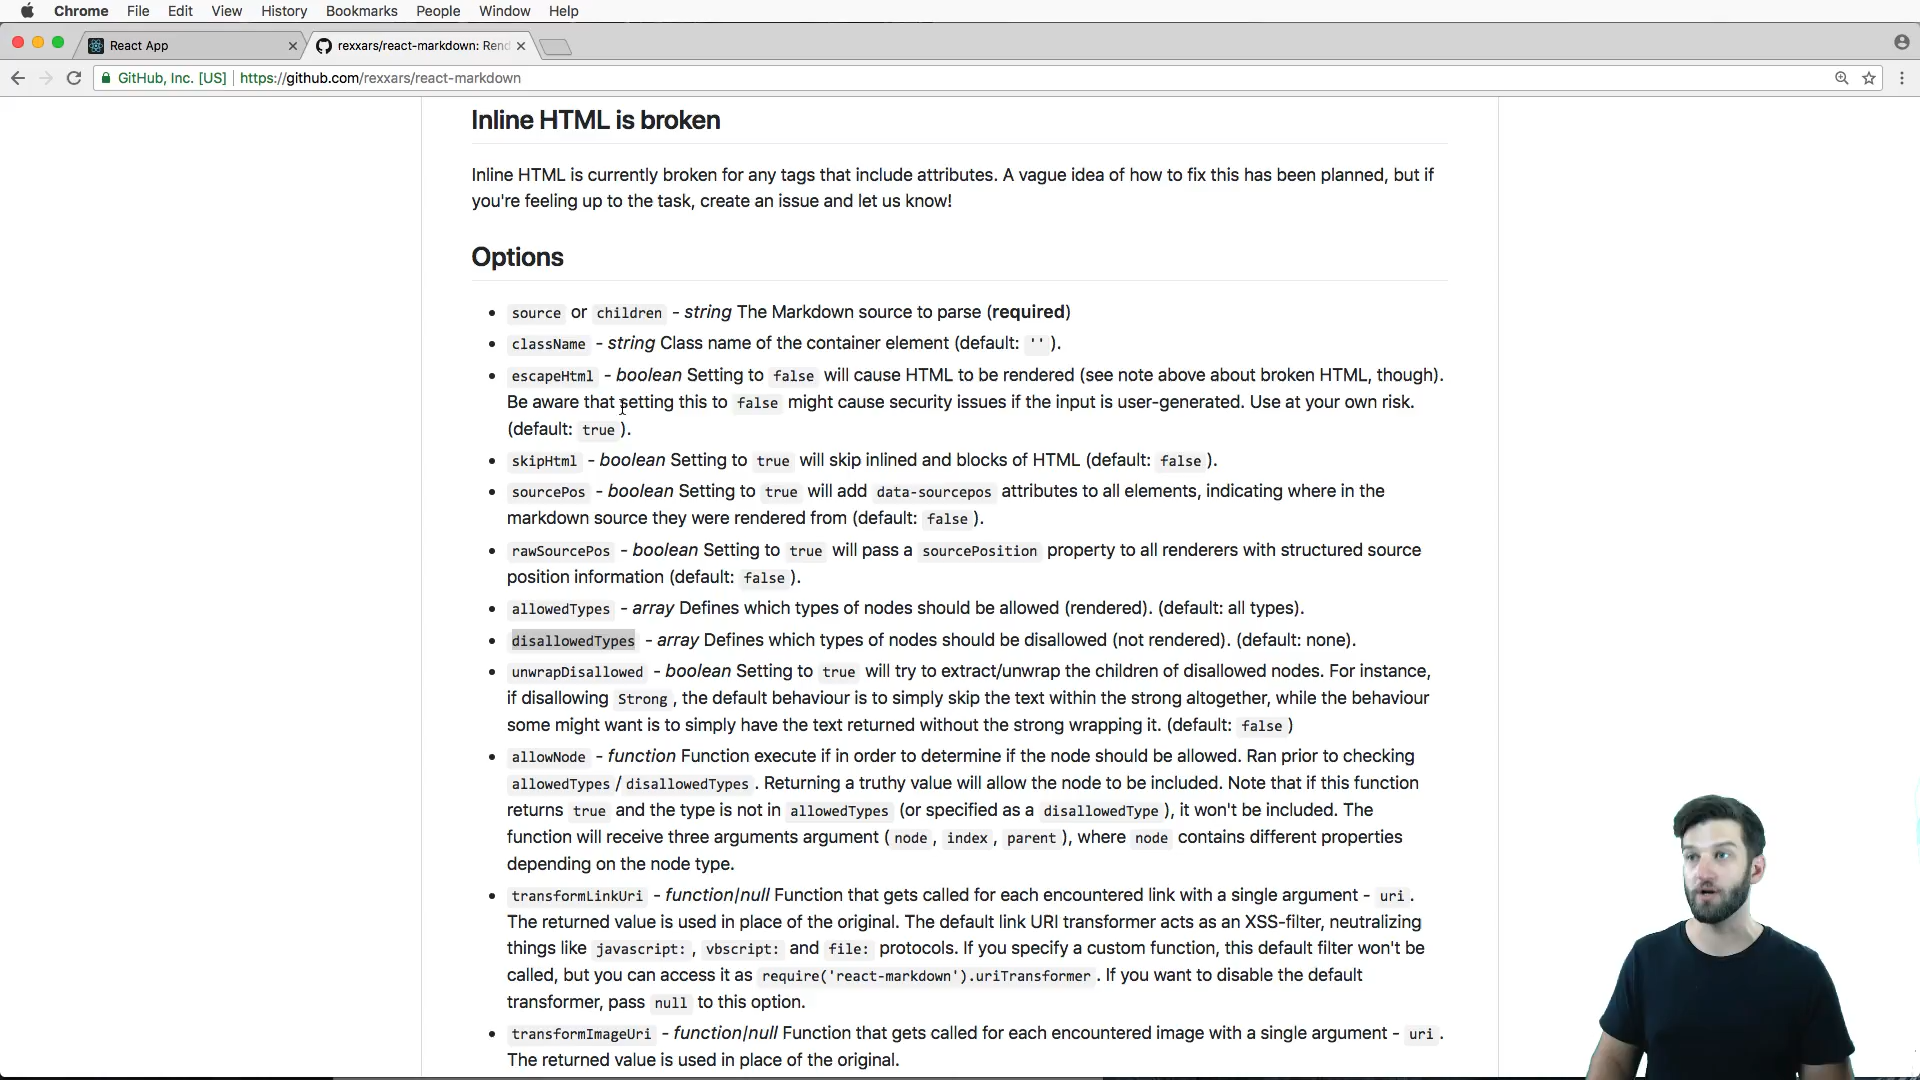 Chrome File Edit View History Bookmarks People Window Help
React App
rexxars/react-markdown: Rend
GitHub, Inc. [US] https://github.com/rexxars/react-markdown
Inline HTML is broken
Inline HTML is currently broken for any tags that include attributes. A vague idea of how to fix this has been planned, but if
you're feeling up to the task, create an issue and let us know!
Options
source or children - string The Markdown source to parse (required)
className - string Class name of the container element (default: '' ).
escapeHtml - boolean Setting to false will cause HTML to be rendered (see note above about broken HTML, though).
Be aware that setting this to false might cause security issues if the input is user-generated. Use at your own risk.
(default: true ).
skipHtml - boolean Setting to true will skip inlined and blocks of HTML (default: false ).
sourcePos - boolean Setting to true will add data-sourcepos attributes to all elements, indicating where in the
markdown source they were rendered from (default: false ).
rawSourcePos - boolean Setting to true will pass a sourcePosition property to all renderers with structured source
position information (default: false ).
allowedTypes - array Defines which types of nodes should be allowed (rendered). (default: all types).
disallowedTypes - array Defines which types of nodes should be disallowed (not rendered). (default: none).
unwrapDisallowed - boolean Setting to true will try to extract/unwrap the children of disallowed nodes. For instance,
if disallowing Strong , the default behaviour is to simply skip the text within the strong altogether, while the behaviour
some might want is to simply have the text returned without the strong wrapping it. (default: false )
allowNode - function Function execute if in order to determine if the node should be allowed. Ran prior to checking
allowedTypes / disallowedTypes . Returning a truthy value will allow the node to be included. Note that if this function
returns true and the type is not in allowedTypes (or specified as a disallowedType ), it won't be included. The
function will receive three arguments argument ( node , index , parent ), where node contains different properties
depending on the node type.
transformLinkUri - function|null Function that gets called for each encountered link with a single argument - uri .
The returned value is used in place of the original. The default link URI transformer acts as an XSS-filter, neutralizing
things like javascript: , vbscript: and file: protocols. If you specify a custom function, this default filter won't be
called, but you can access it as require('react-markdown').uriTransformer . If you want to disable the default
transformer, pass null to this option.
transformImageUri - function|null Function that gets called for each encountered image with a single argument - uri .
The returned value is used in place of the original.